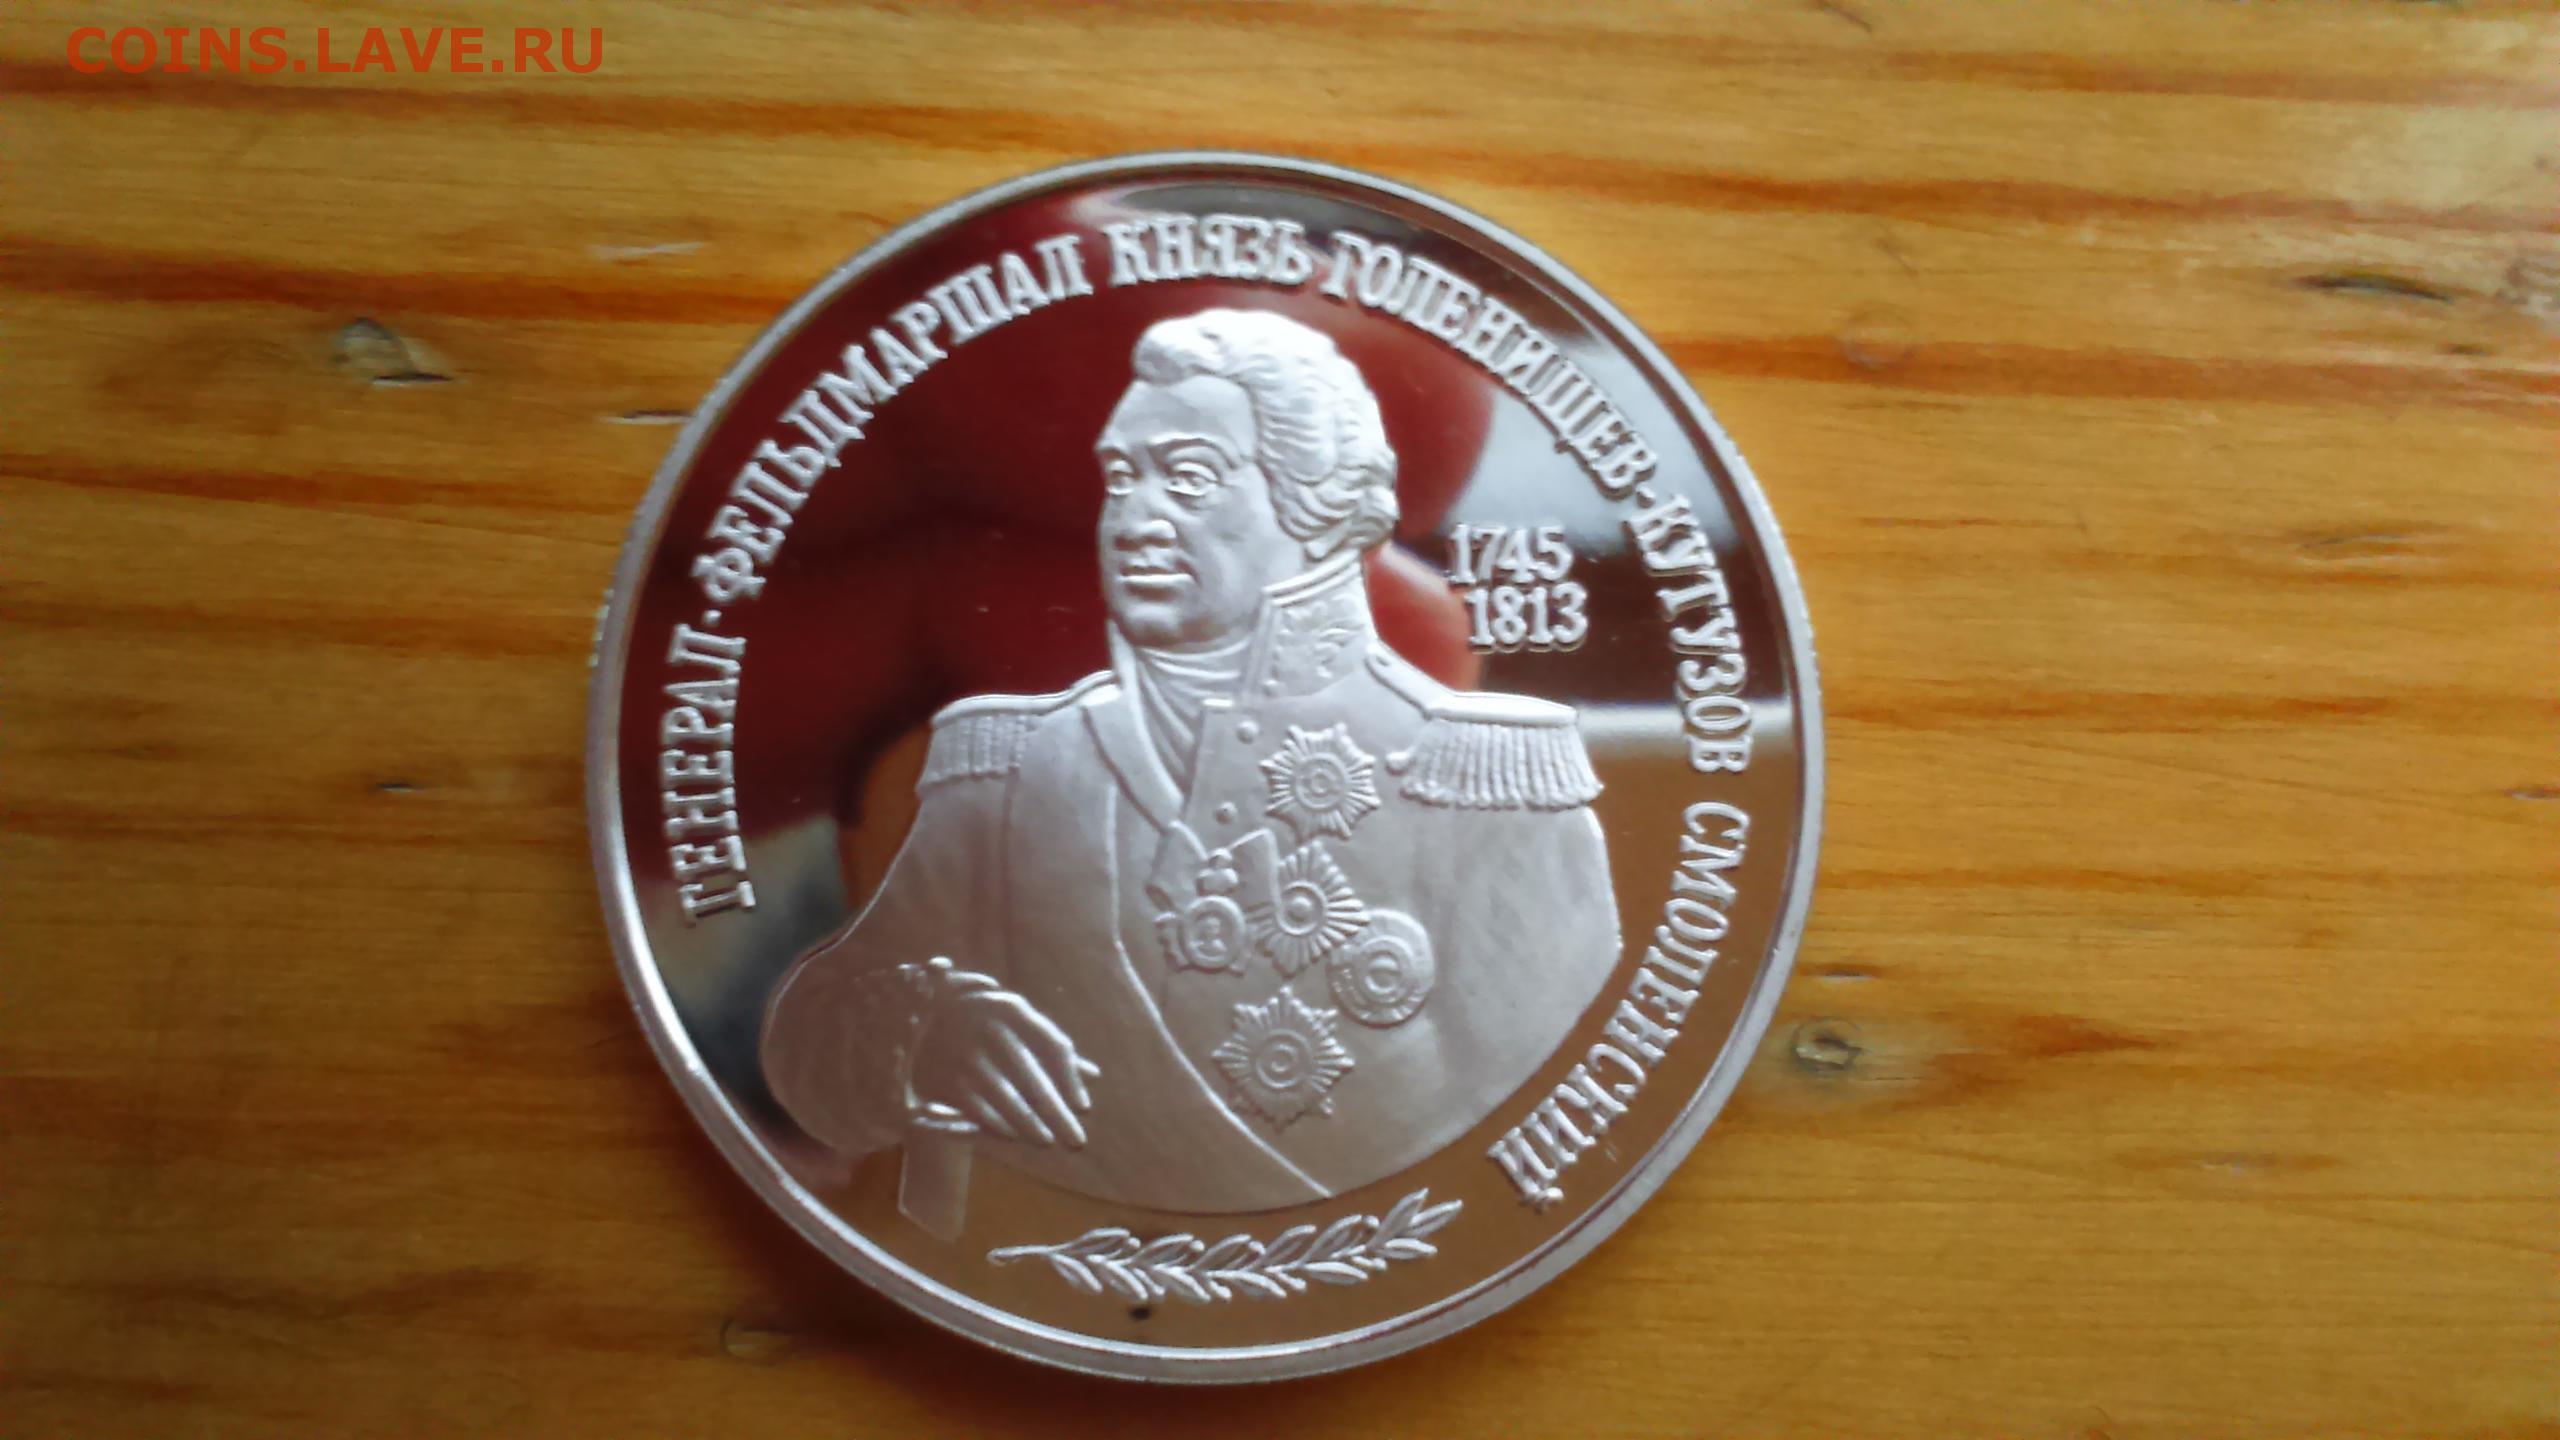 COINS.LAVE.RU
ГЕНЕРАЛ·ФЕЛЬДМАРШАЛ КНЯЗЬ ГОЛЕНИЩЕВ·КУТУЗОВ СМОЛЕНСКИЙ
1745
1813